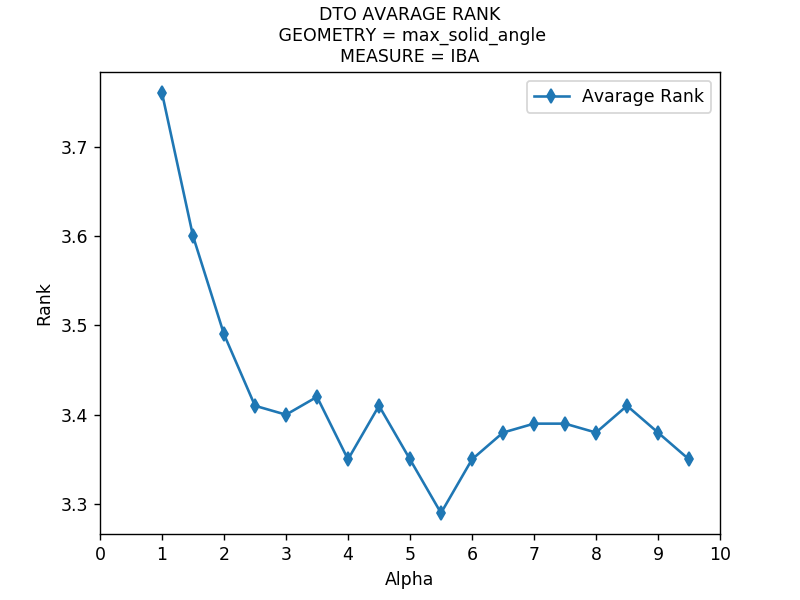 DTO AVARAGE RANK
GEOMETRY = max_solid_angle
MEASURE = IBA
Avarage Rank
Rank
3.7
3.6
3.5
3.4
3.3
0 1 2 3 4 5 6 7 8 9 10
Alpha